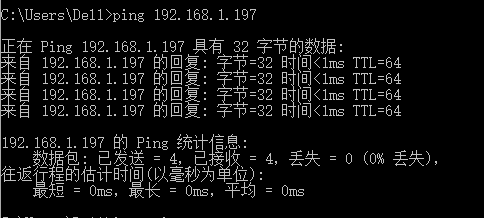 C:\Users\Dell>ping 192.168.1.197
正在 Ping 192.168.1.197 具有 32 字节的数据:
来自 192.168.1.197 的回复: 字节=32 时间<1ms TTL=64
来自 192.168.1.197 的回复: 字节=32 时间<1ms TTL=64
来自 192.168.1.197 的回复: 字节=32 时间<1ms TTL=64
来自 192.168.1.197 的回复: 字节=32 时间<1ms TTL=64
192.168.1.197 的 Ping 统计信息:
数据包: 已发送 = 4，已接收 = 4，丢失 = 0 (0% 丢失)，
往返行程的估计时间(以毫秒为单位):
最短 = 0ms，最长 = 0ms，平均 = 0ms